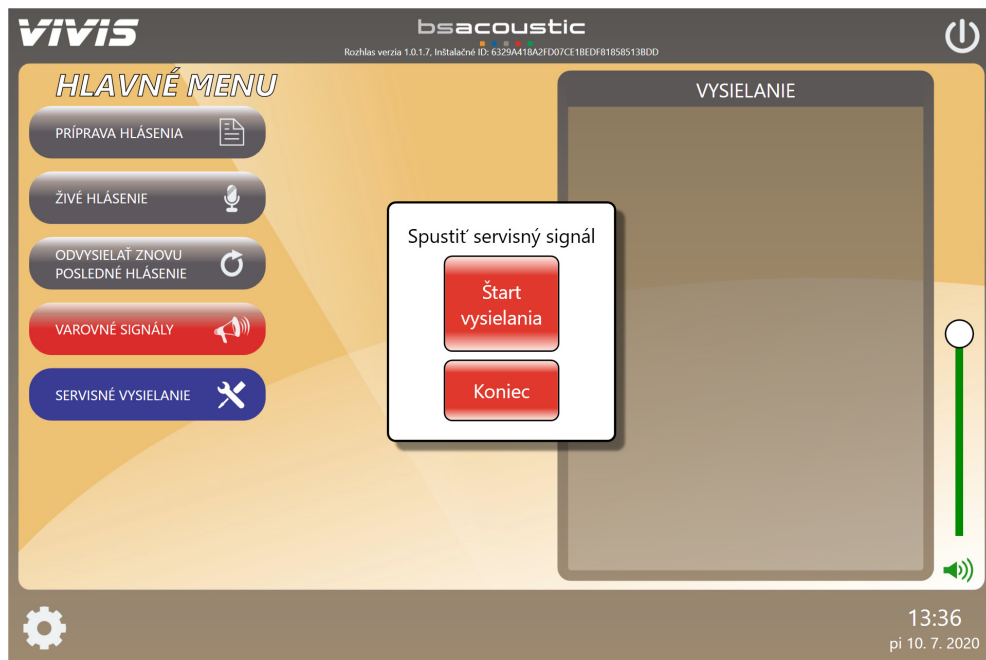 VIVIS
bsacoustic
Rozhlas verzia 1.0.1.7, Inštalačné ID: 6329A418A2FD07CE1BEDF81858513BDD
HLAVNÉ MENU
PRÍPRAVA HLÁSENIA
ŽIVÉ HLÁSENIE
ODVYSIELAŤ ZNOVU
POSLEDNÉ HLÁSENIE
VAROVNÉ SIGNÁLY
SERVISNÉ VYSIELANIE
Spustiť servisný signál
Štart
vysielania
Koniec
VYSIELANIE
13:36
pi 10. 7. 2020